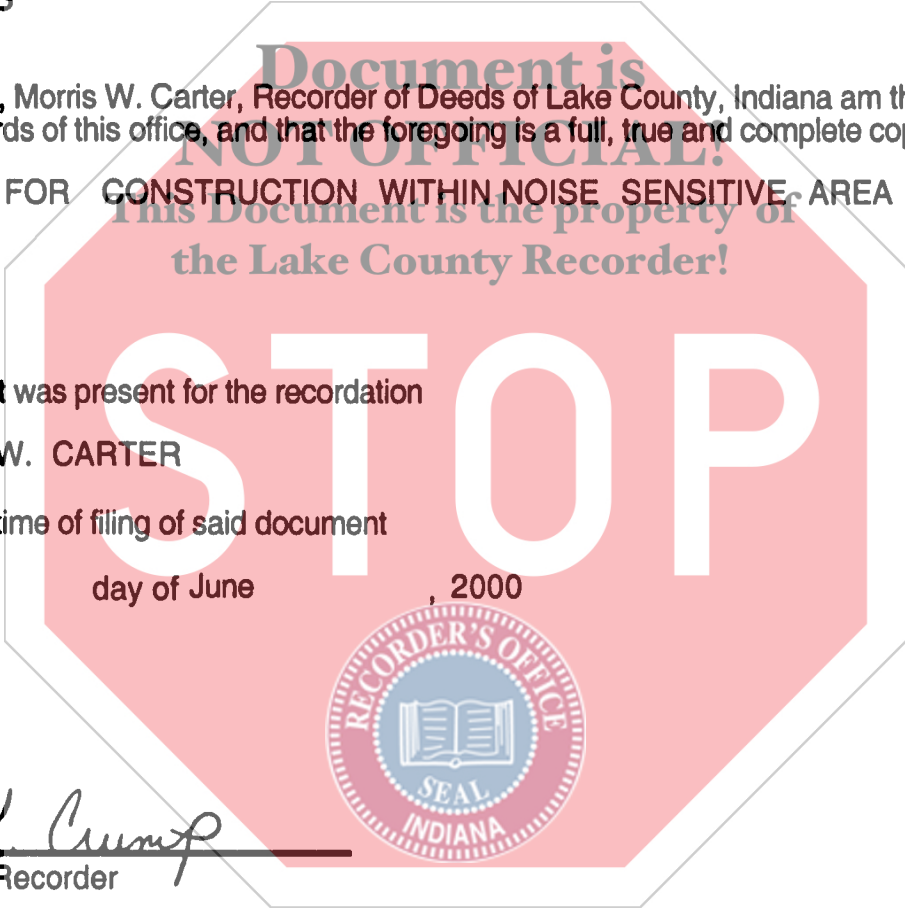 Document is
, Morris W. Carter, Recorder of Deeds of Lake County, Indiana am th
rds of this office, and that the foregoing is a full, true and complete cop
NOT OFFICIAL!
FOR CONSTRUCTION WITHIN NOISE SENSITIVE AREA
This Document is the property of
the Lake County Recorder!
STOP
t was present for the recordation
W. CARTER
time of filing of said document
day of June , 2000
RECORDER'S OFFICE
SEAL
INDIANA
Crump
Recorder